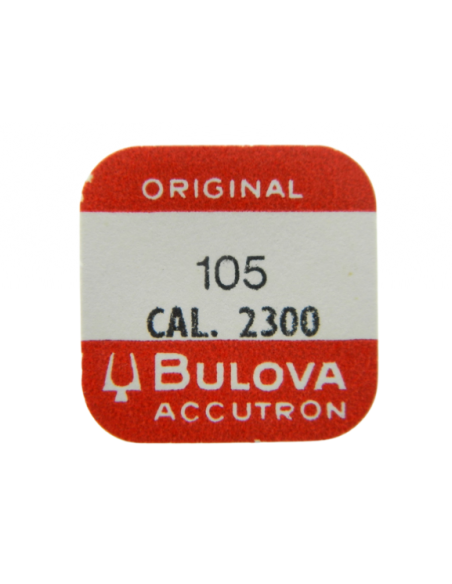 ORIGINAL
105
CAL. 2300
BULOVA
ACCUTRON